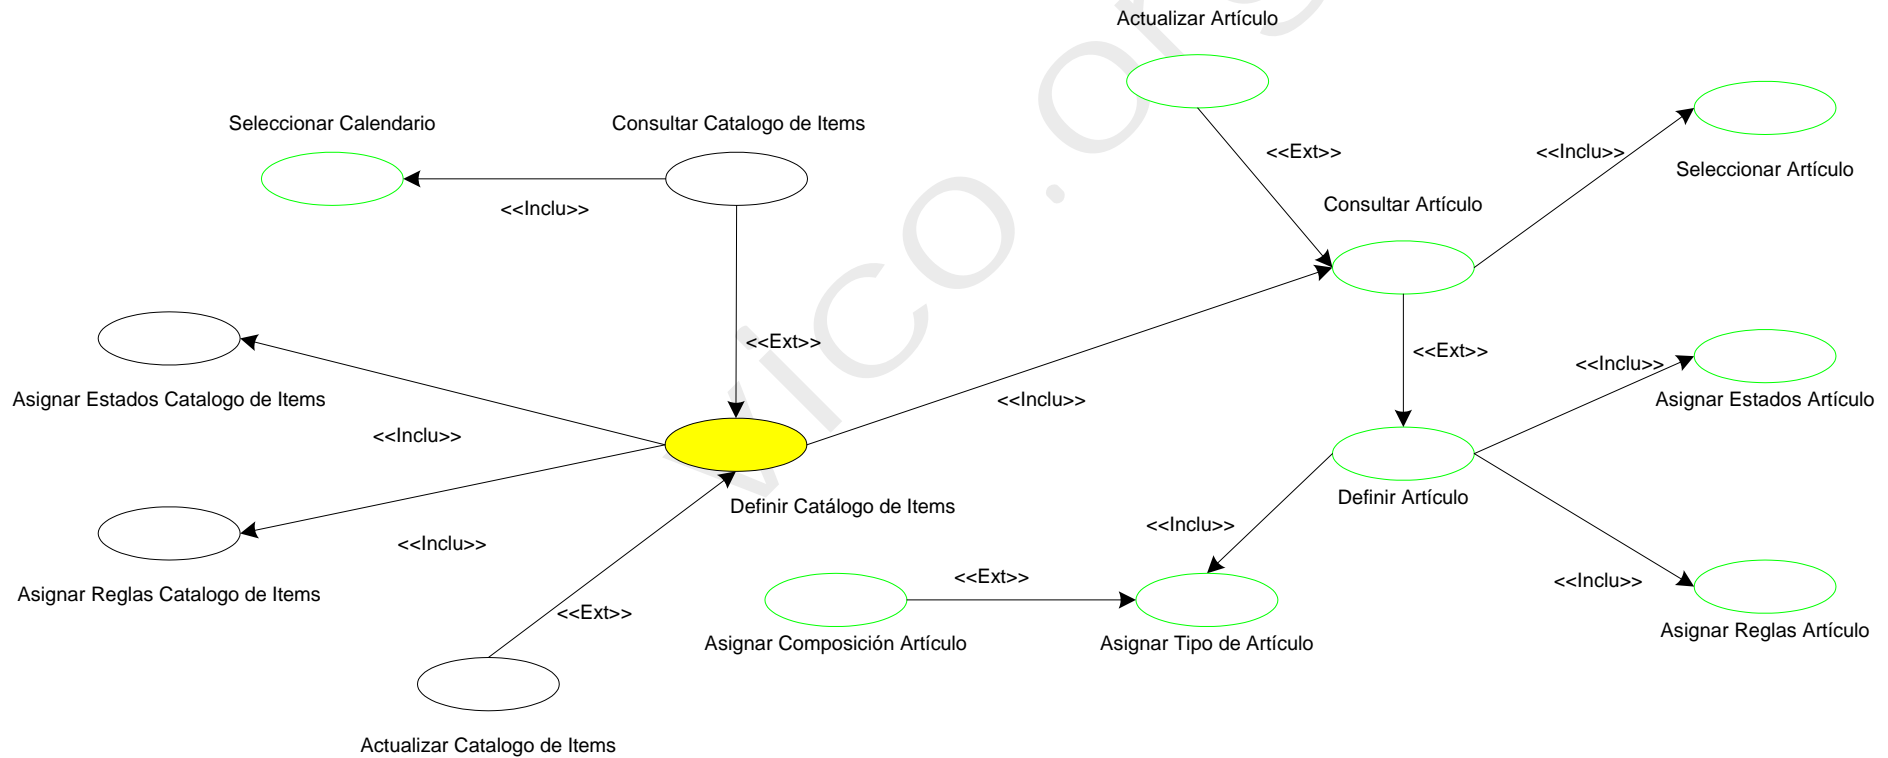 Actualizar Artículo
Seleccionar Calendario
Consultar Catalogo de Items
<<Ext>>
<<Inclu>>
Seleccionar Artículo
<<Inclu>>
Consultar Artículo
<<Ext>>
<<Ext>>
<<Inclu>>
Asignar Estados Catalogo de Items
<<Inclu>>
Asignar Estados Artículo
<<Inclu>>
Definir Artículo
Definir Catálogo de Items
<<Inclu>>
<<Inclu>>
<<Ext>>
<<Inclu>>
Asignar Reglas Catalogo de Items
<<Ext>>
Asignar Composición Artículo
Asignar Tipo de Artículo
Asignar Reglas Artículo
Actualizar Catalogo de Items
vico.org